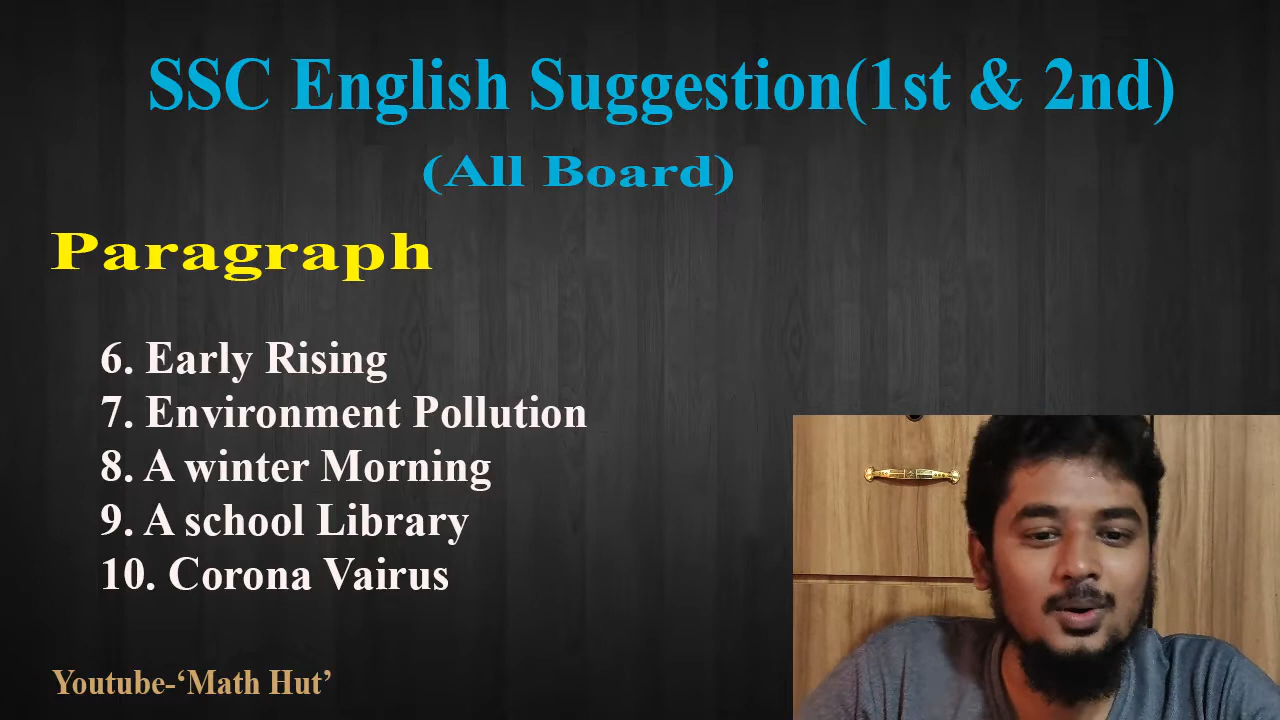 SSC English Suggestion(1st & 2nd)
(All Board)
Paragraph
6. Early Rising
7. Environment Pollution
8. A winter Morning
9. A school Library
10. Corona Vairus
Youtube-‘Math Hut’